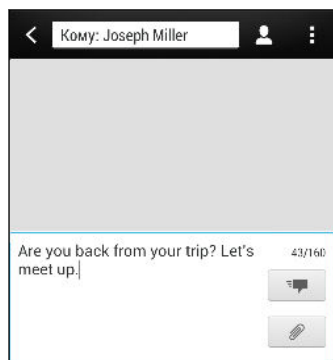 Кому: Joseph Miller
Are you back from your trip? Let's
meet up.
43/160